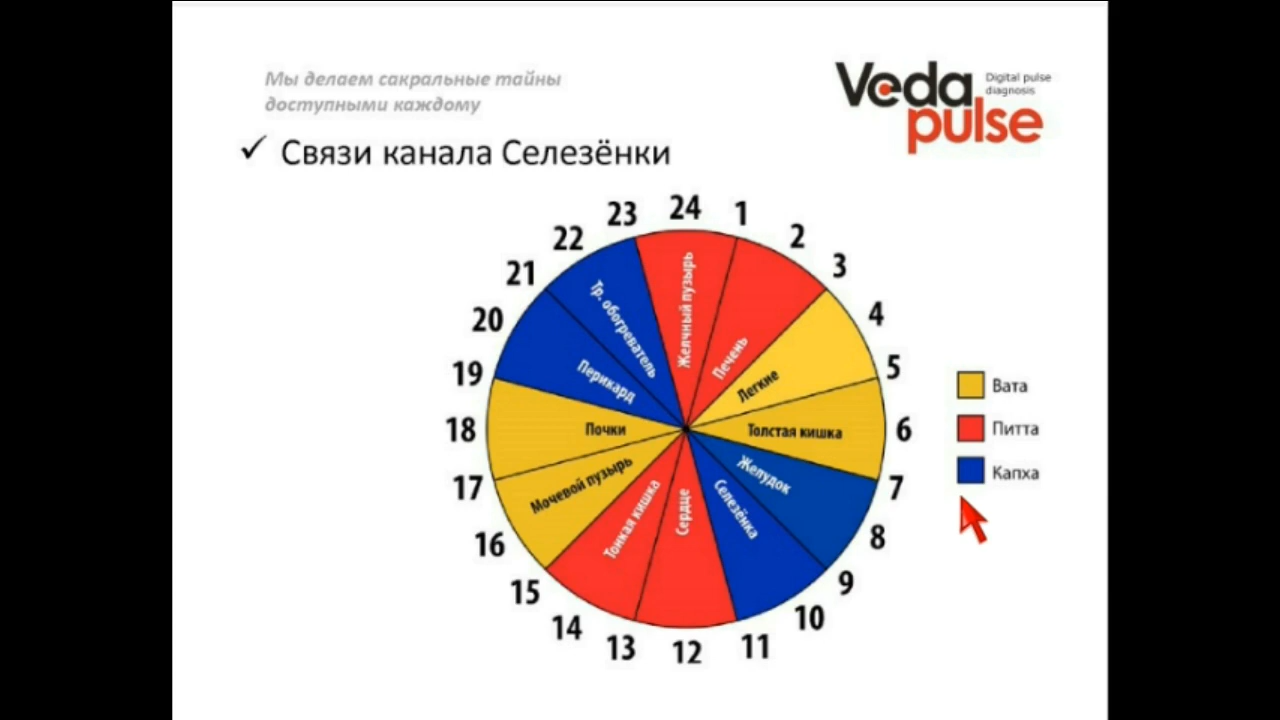 Мы делаем сакральные тайны
доступными каждому
Veda
pulse
Digital pulse
diagnosis
✓ Связи канала Селезёнки
24
1
2
3
4
5
6
7
8
9
10
11
12
13
14
15
16
17
18
19
20
21
22
23
Желчный пузырь
Печень
Легкие
Толстая кишка
Желудок
Селезёнка
Сердце
Тонкая кишка
Мочевой пузырь
Почки
Перикард
Тр. обогреватель
Вата
Питта
Капха